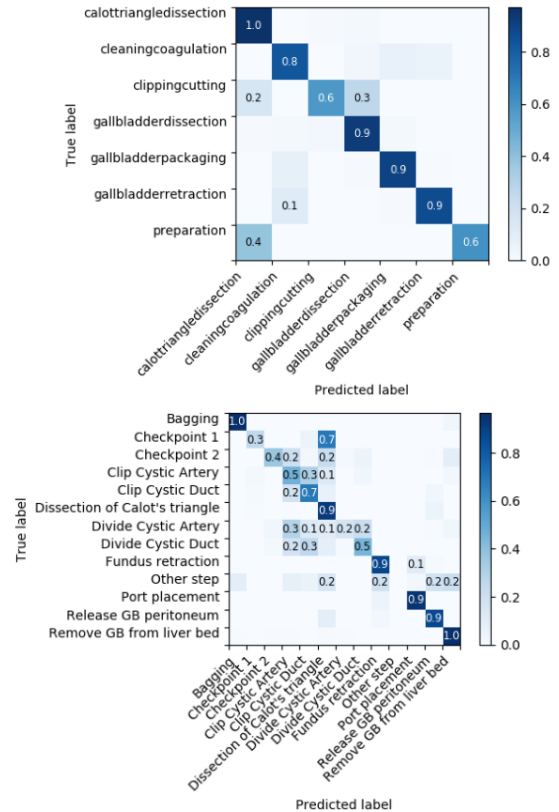 calottriangledissection
1.0
cleaningcoagulation
0.8
clippingcutting
0.2 0.6 0.3
gallbladderdissection
0.9
gallbladderpackaging
0.9
gallbladderretraction
0.1 0.9
preparation
0.4 0.6
True label
0.8
0.6
0.4
0.2
0.0
calottriangledissection
cleaningcoagulation
clippingcutting
gallbladderdissection
gallbladderpackaging
gallbladderretraction
preparation
Predicted label
Bagging
1.0
Checkpoint 1
0.3 0.7
Checkpoint 2
0.4 0.2 0.2
Clip Cystic Artery
0.5 0.3 0.1
Clip Cystic Duct
0.2 0.7
Dissection of Calot's triangle
0.9
Divide Cystic Artery
0.3 0.1 0.1 0.2 0.2
Divide Cystic Duct
0.2 0.3 0.5
Fundus retraction
0.9 0.1
Other step
0.2 0.2 0.2 0.2
Port placement
0.9
Release GB peritoneum
0.9
Remove GB from liver bed
1.0
True label
0.8
0.6
0.4
0.2
0.0
Bagging
Checkpoint 1
Checkpoint 2
Clip Cystic Artery
Clip Cystic Duct
Dissection of Calot's triangle
Divide Cystic Artery
Divide Cystic Duct
Fundus retraction
Other step
Port placement
Release GB peritoneum
Remove GB from liver bed
Predicted label